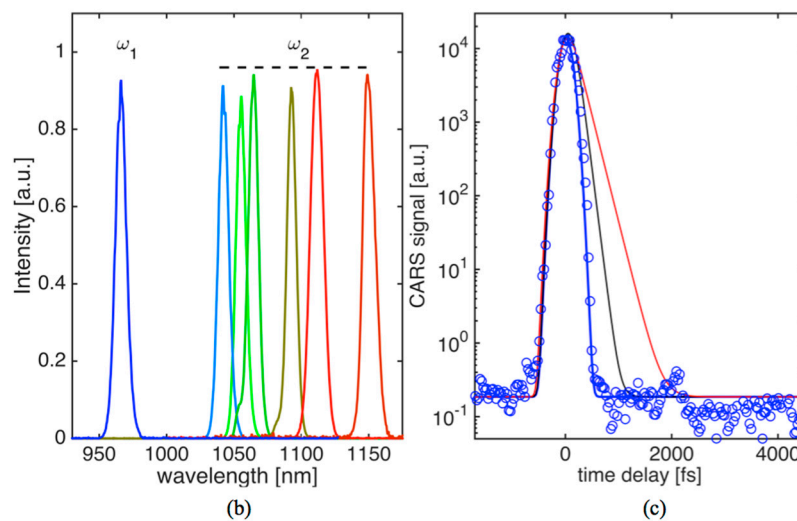 ω1 ω2
Intensity [a.u.]
1
0.8
0.6
0.4
0.2
0
950 1000 1050 1100 1150
wavelength [nm]
(b)
CARS signal [a.u.]
10^4
10^3
10^2
10^1
10^0
10^-1
0 2000 4000
time delay [fs]
(c)